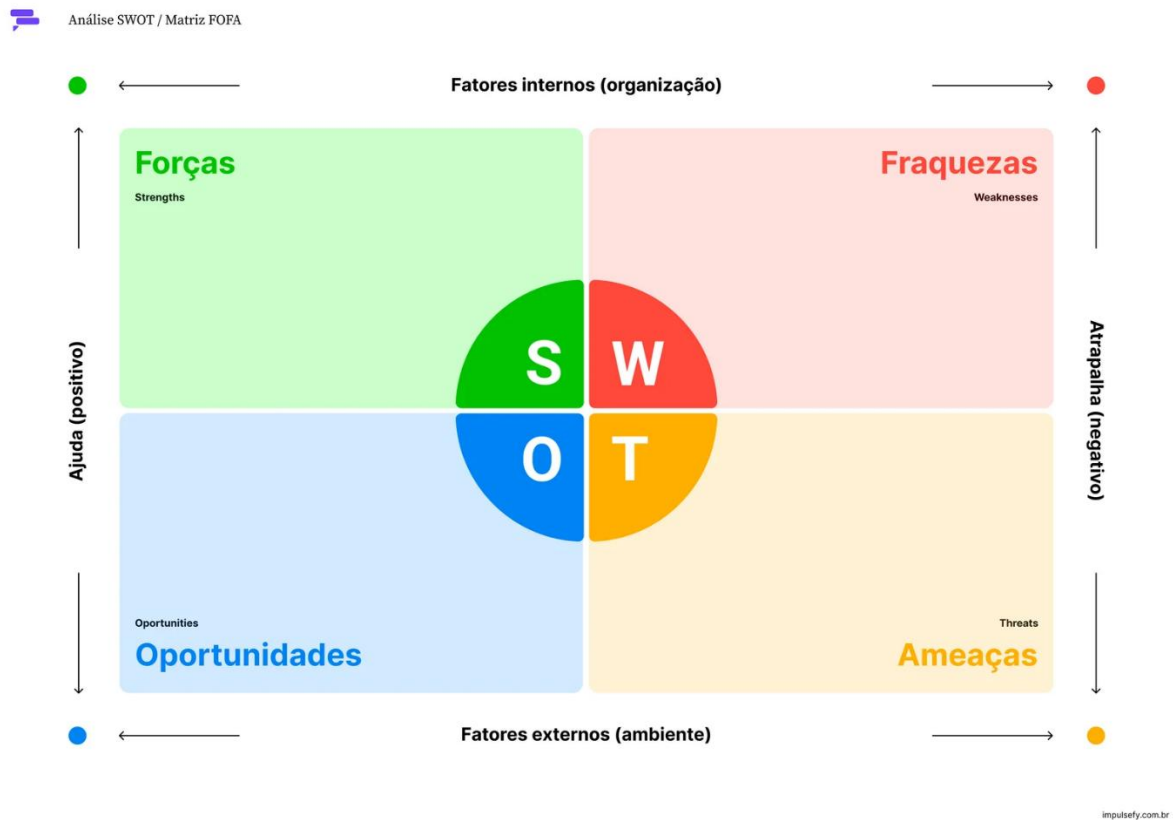 Análise SWOT / Matriz FOFA
Fatores internos (organização)
Forças
Strengths
Fraquezas
Weaknesses
S
W
Ajuda (positivo)
Atrapalha (negativo)
O
T
Oportunities
Oportunidades
Threats
Ameaças
Fatores externos (ambiente)
impulsefy.com.br